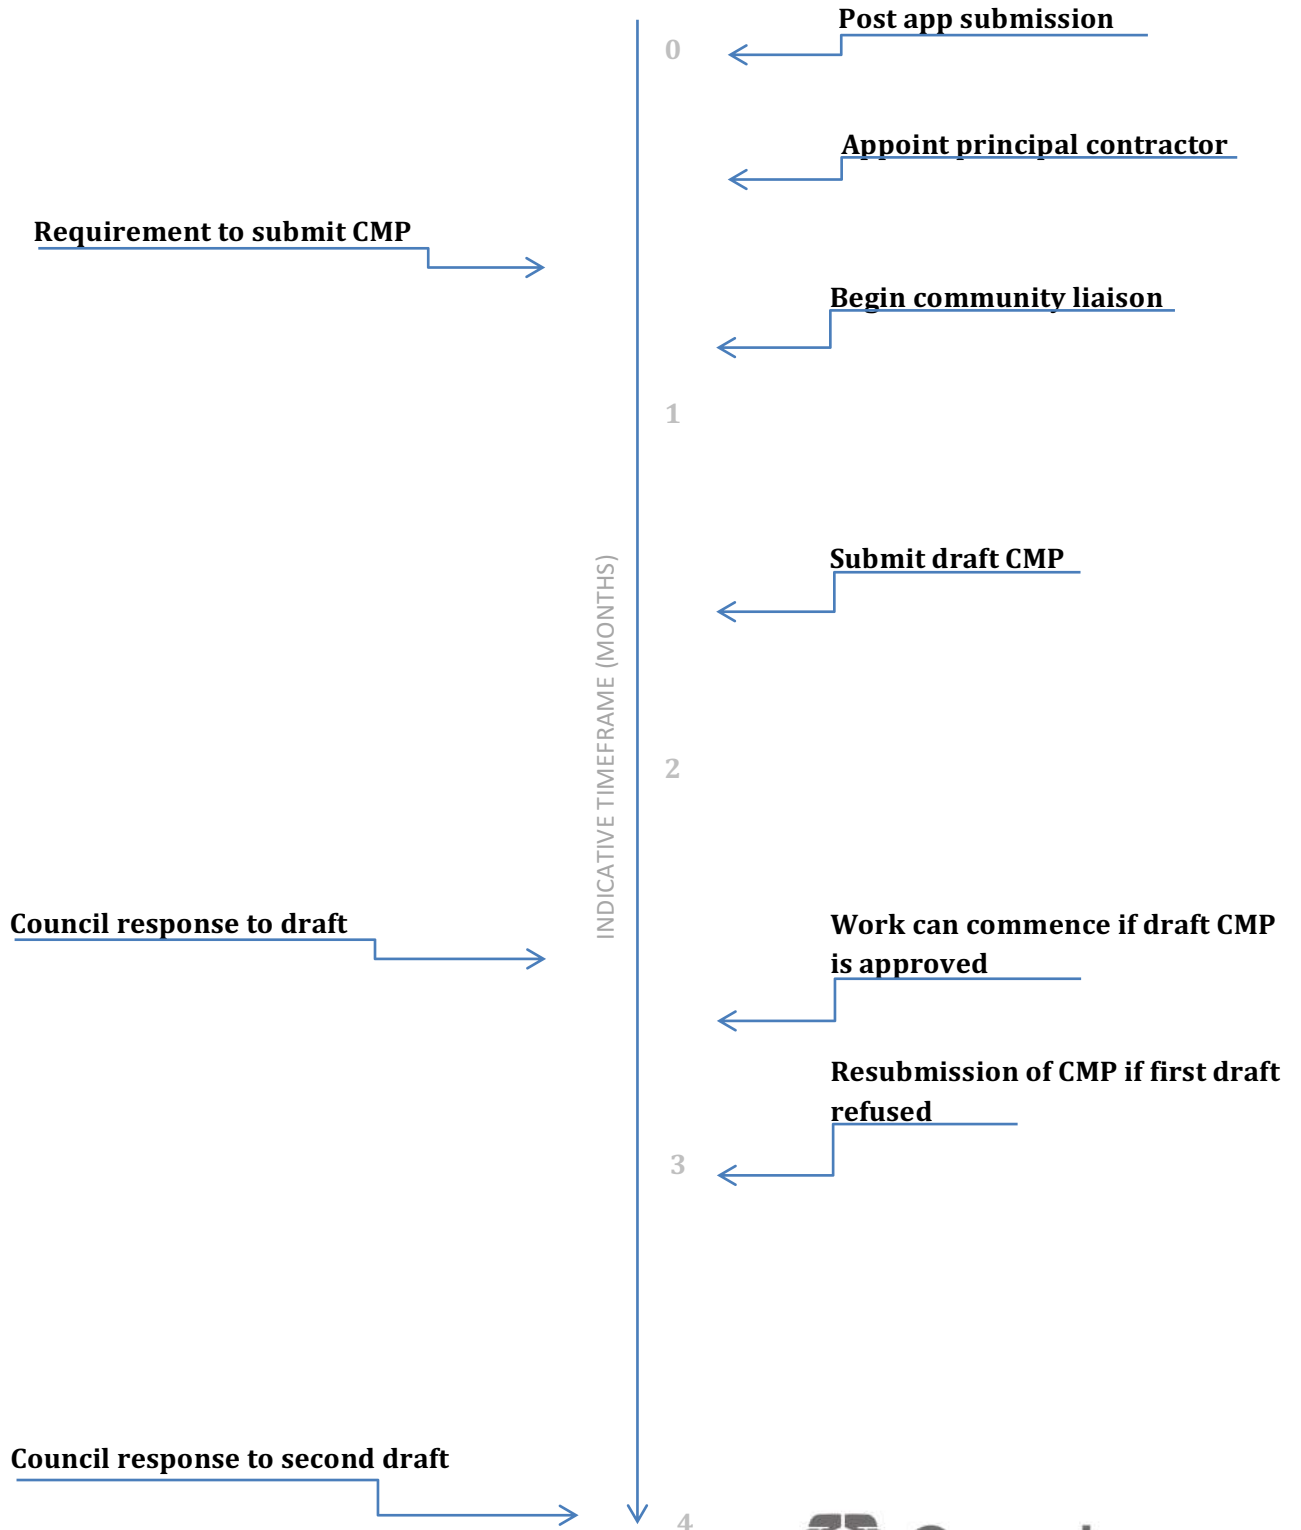 Post app submission
0
Appoint principal contractor
Requirement to submit CMP
Begin community liaison
1
Submit draft CMP
INDICATIVE TIMEFRAME (MONTHS)
2
Council response to draft
Work can commence if draft CMP
is approved
Resubmission of CMP if first draft
refused
3
Council response to second draft
4